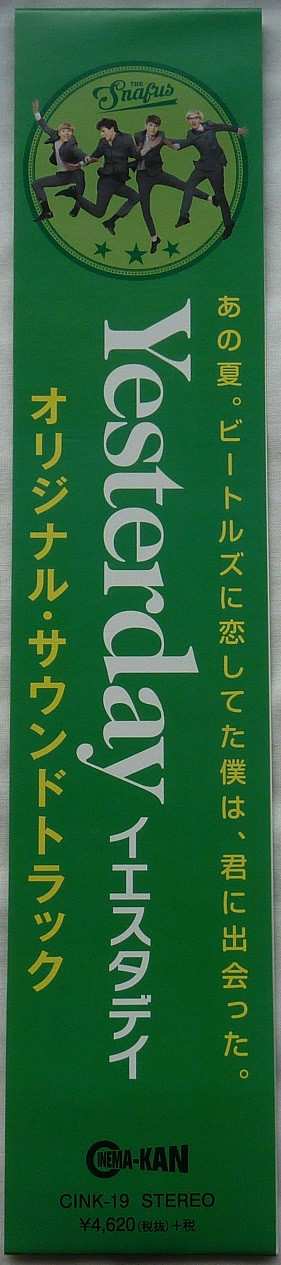 THE
Snafus
あの夏。ビートルズに恋してた僕は、君に出会った。
Yesterday イエスタデイ
オリジナル・サウンドトラック
CINEMA-KAN
CINK-19 STEREO
¥4,620(税抜)+税